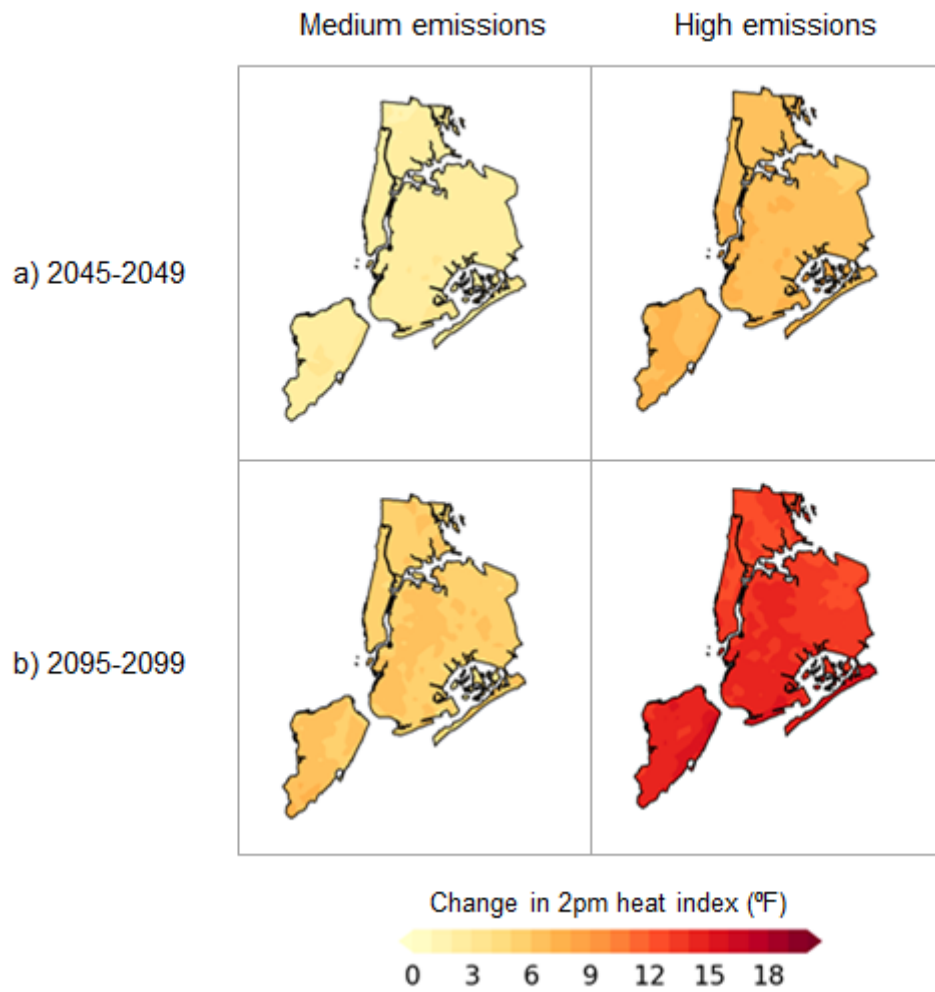 Medium emissions
High emissions
a) 2045-2049
b) 2095-2099
Change in 2pm heat index (ºF)
0 3 6 9 12 15 18